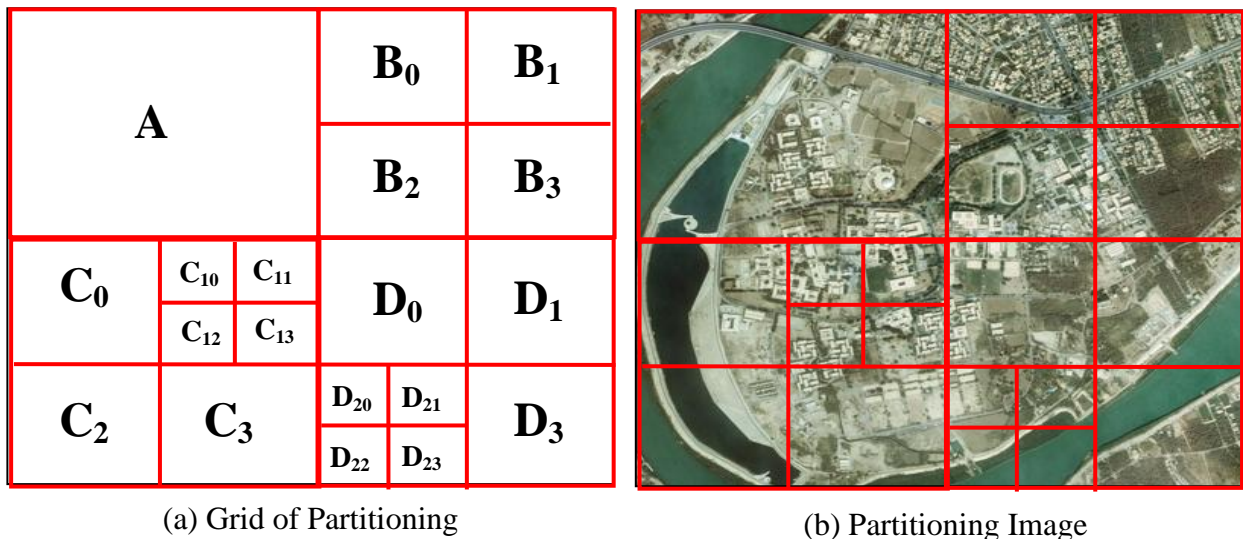 A
B₀ B₁
B₂ B₃
C₀ C₁₀ C₁₁ D₀ D₁
C₁₂ C₁₃
C₂ C₃ D₂₀ D₂₁ D₃
D₂₂ D₂₃
(a) Grid of Partitioning
(b) Partitioning Image